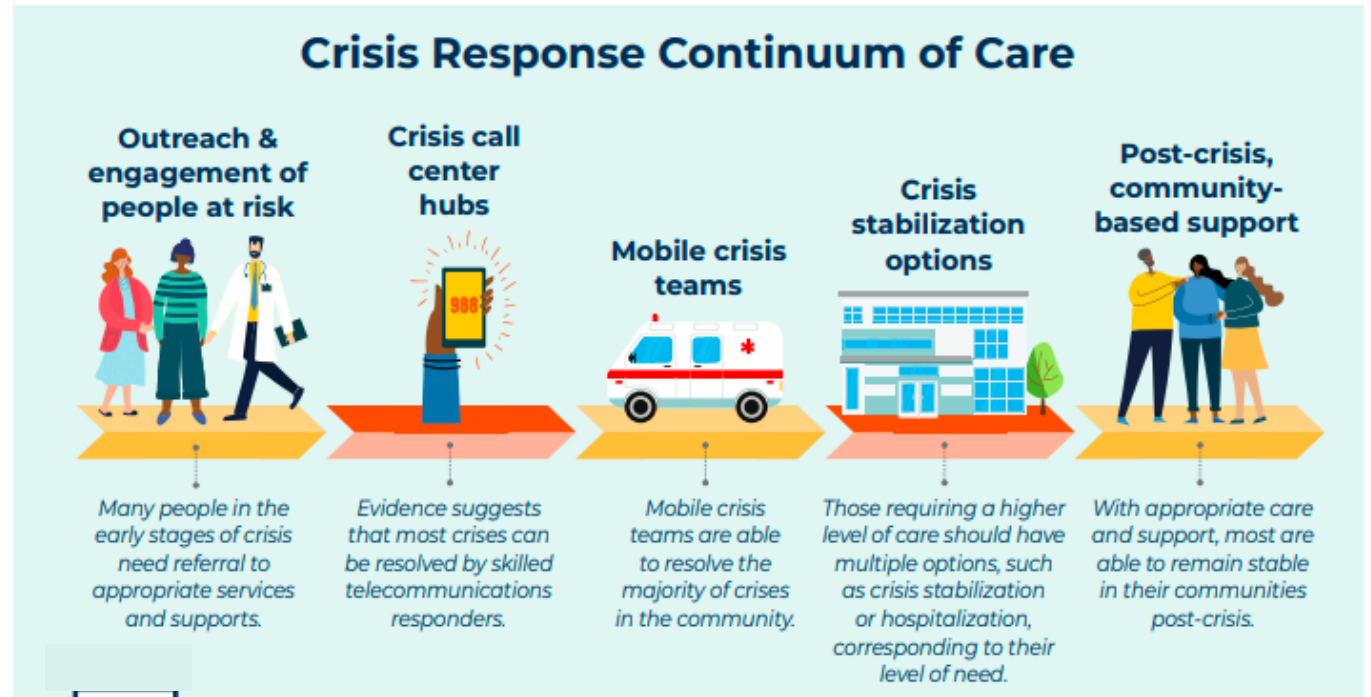 Crisis Response Continuum of Care
Outreach &
engagement of
people at risk
Crisis call
center
hubs
988
Mobile crisis
teams
Crisis
stabilization
options
Post-crisis,
community-
based support
Many people in the
early stages of crisis
need referral to
appropriate services
and supports.
Evidence suggests
that most crises can
be resolved by skilled
telecommunications
responders.
Mobile crisis
teams are able
to resolve the
majority of crises
in the community.
Those requiring a higher
level of care should have
multiple options, such
as crisis stabilization
or hospitalization,
corresponding to their
level of need.
With appropriate care
and support, most are
able to remain stable
in their communities
post-crisis.